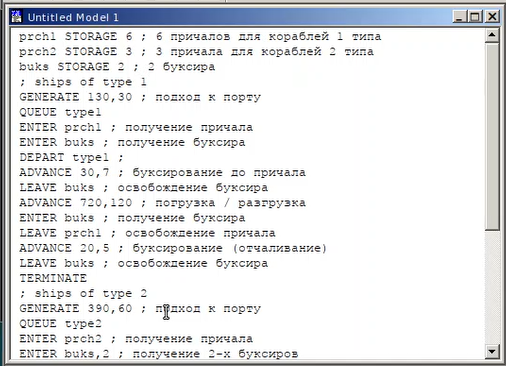 Untitled Model 1
prch1 STORAGE 6 ; 6 причалов для кораблей 1 типа
prch2 STORAGE 3 ; 3 причала для кораблей 2 типа
buks STORAGE 2 ; 2 буксира
; ships of type 1
GENERATE 130,30 ; подход к порту
QUEUE type1
ENTER prch1 ; получение причала
ENTER buks ; получение буксира
DEPART type1 ;
ADVANCE 30,7 ; буксирование до причала
LEAVE buks ; освобождение буксира
ADVANCE 720,120 ; погрузка / разгрузка
ENTER buks ; получение буксира
LEAVE prch1 ; освобождение причала
ADVANCE 20,5 ; буксирование (отчаливание)
LEAVE buks ; освобождение буксира
TERMINATE
; ships of type 2
GENERATE 390,60 ; подход к порту
QUEUE type2
ENTER prch2 ; получение причала
ENTER buks,2 ; получение 2-х буксиров